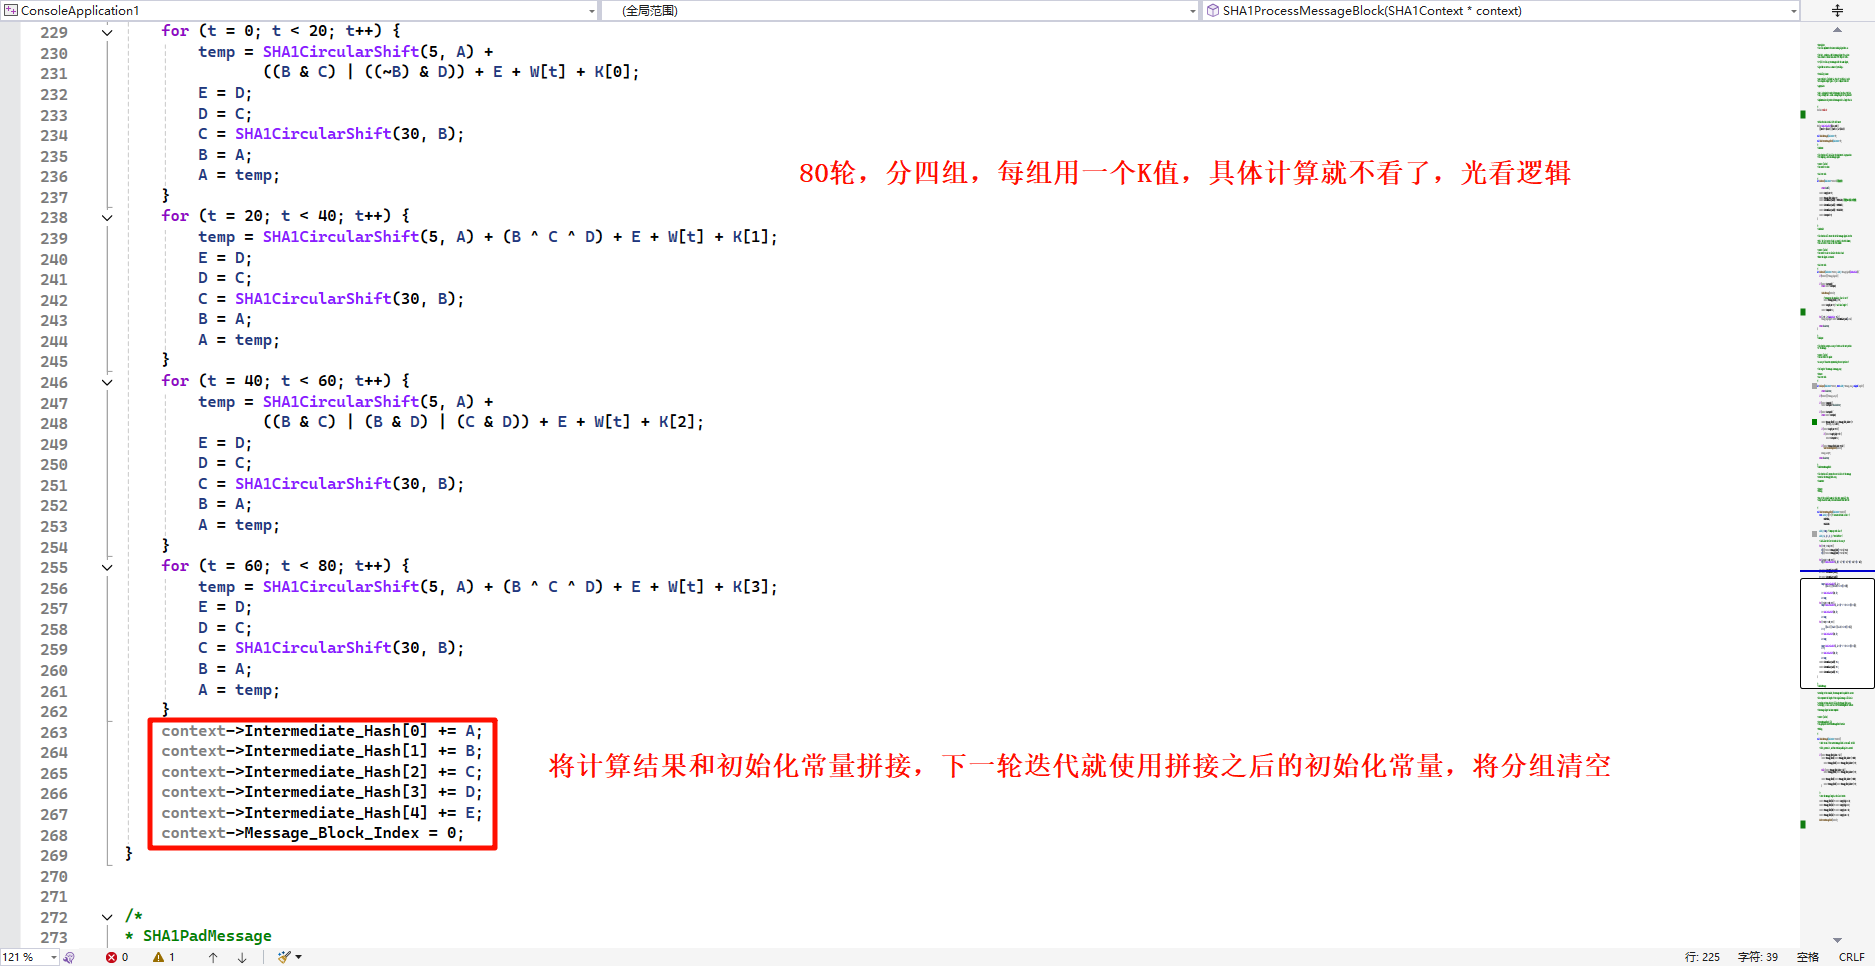 ConsoleApplication1 (全局范围) SHA1ProcessMessageBlock(SHA1Context * context)
229 for (t = 0; t < 20; t++) {
230 temp = SHA1CircularShift(5, A) +
231 ((B & C) | ((~B) & D)) + E + W[t] + K[0];
232 E = D;
233 D = C;
234 C = SHA1CircularShift(30, B);
235 B = A;
236 A = temp;
80轮，分四组，每组用一个K值，具体计算就不看了，光看逻辑
237 }
238 for (t = 20; t < 40; t++) {
239 temp = SHA1CircularShift(5, A) + (B ^ C ^ D) + E + W[t] + K[1];
240 E = D;
241 D = C;
242 C = SHA1CircularShift(30, B);
243 B = A;
244 A = temp;
245 }
246 for (t = 40; t < 60; t++) {
247 temp = SHA1CircularShift(5, A) +
248 ((B & C) | (B & D) | (C & D)) + E + W[t] + K[2];
249 E = D;
250 D = C;
251 C = SHA1CircularShift(30, B);
252 B = A;
253 A = temp;
254 }
255 for (t = 60; t < 80; t++) {
256 temp = SHA1CircularShift(5, A) + (B ^ C ^ D) + E + W[t] + K[3];
257 E = D;
258 D = C;
259 C = SHA1CircularShift(30, B);
260 B = A;
261 A = temp;
262 }
263 context->Intermediate_Hash[0] += A;
264 context->Intermediate_Hash[1] += B;
265 context->Intermediate_Hash[2] += C;
266 context->Intermediate_Hash[3] += D;
267 context->Intermediate_Hash[4] += E;
268 context->Message_Block_Index = 0;
将计算结果和初始化常量拼接，下一轮迭代就使用拼接之后的初始化常量，将分组清空
269 }
270
271
272 /*
273 * SHA1PadMessage
121 % 0 1 行: 225 字符: 39 空格 CRLF